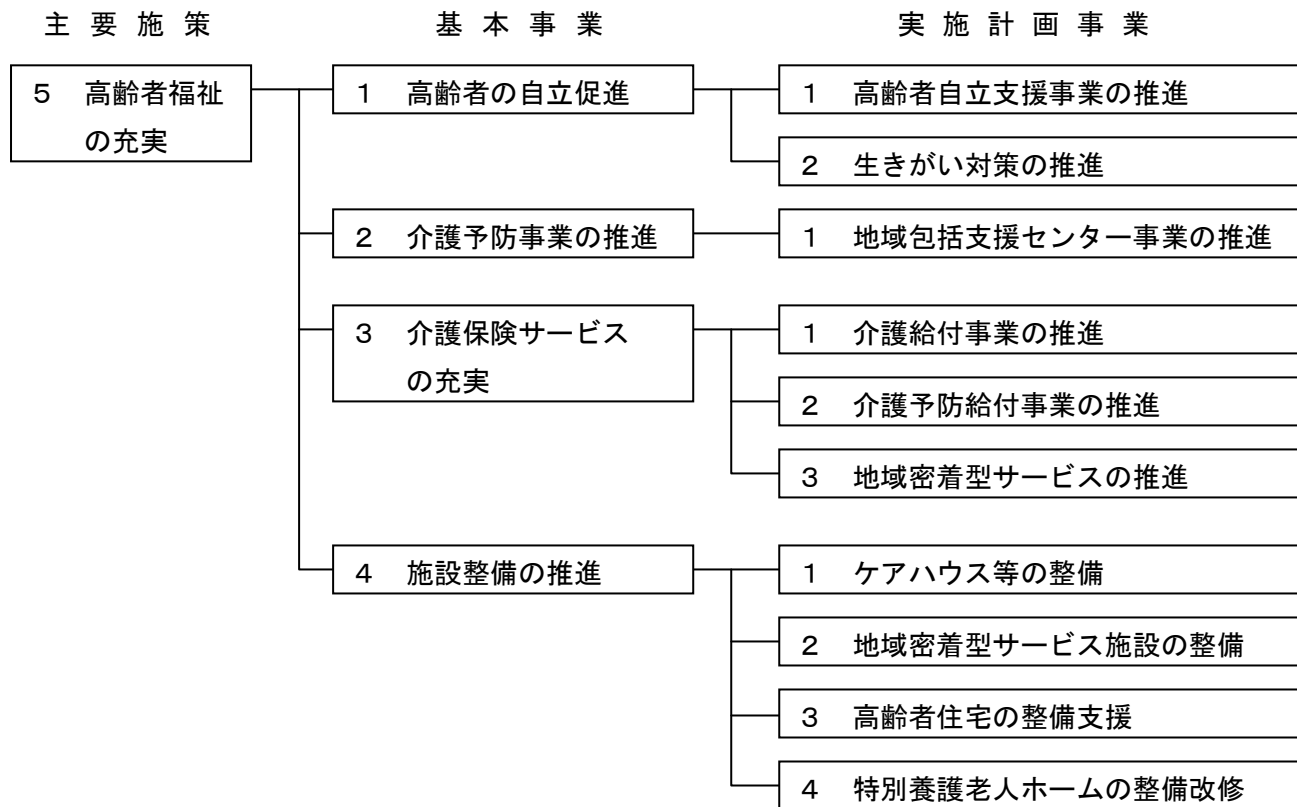 主要施策　基本事業　実施計画事業
５　高齢者福祉
の充実
１　高齢者の自立促進
１　高齢者自立支援事業の推進
２　生きがい対策の推進
２　介護予防事業の推進
１　地域包括支援センター事業の推進
３　介護保険サービス
の充実
１　介護給付事業の推進
２　介護予防給付事業の推進
３　地域密着型サービスの推進
４　施設整備の推進
１　ケアハウス等の整備
２　地域密着型サービス施設の整備
３　高齢者住宅の整備支援
４　特別養護老人ホームの整備改修